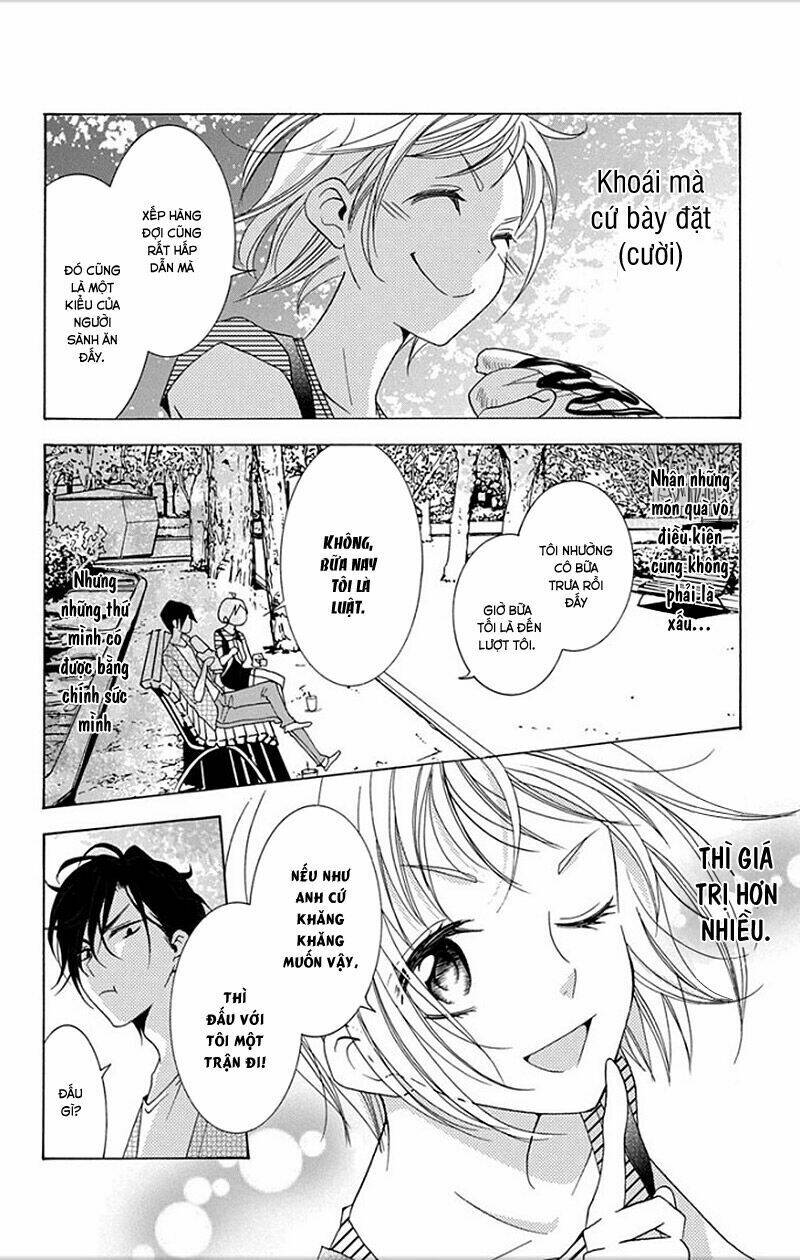 Khoái mà
cứ bày đặt
(cười)
XẾP HÀNG
ĐỢI CŨNG
RẤT HẤP
DẪN MÀ
ĐÓ CŨNG
LÀ MỘT
KIỂU CỦA
NGƯỜI
SÀNH ĂN
ĐẤY.
Nhận những
món quà vô
điều kiện
cũng không
phải là
xấu...
TÔI NHƯỜNG
CÔ BỮA
TRƯA RỒI
ĐẤY
GIỜ BỮA
TỐI LÀ ĐẾN
LƯỢT TÔI.
KHÔNG,
BỮA NAY
TÔI LÀ
LUẬT.
Nhưng
những thứ
mình có
được bằng
chính sức
mình
THÌ GIÁ
TRỊ HƠN
NHIỀU.
NẾU NHƯ
ANH CỨ
KHĂNG
KHĂNG
MUỐN VẬY,
THÌ
ĐẤU VỚI
TÔI MỘT
TRẬN ĐI!
ĐẤU
GÌ?